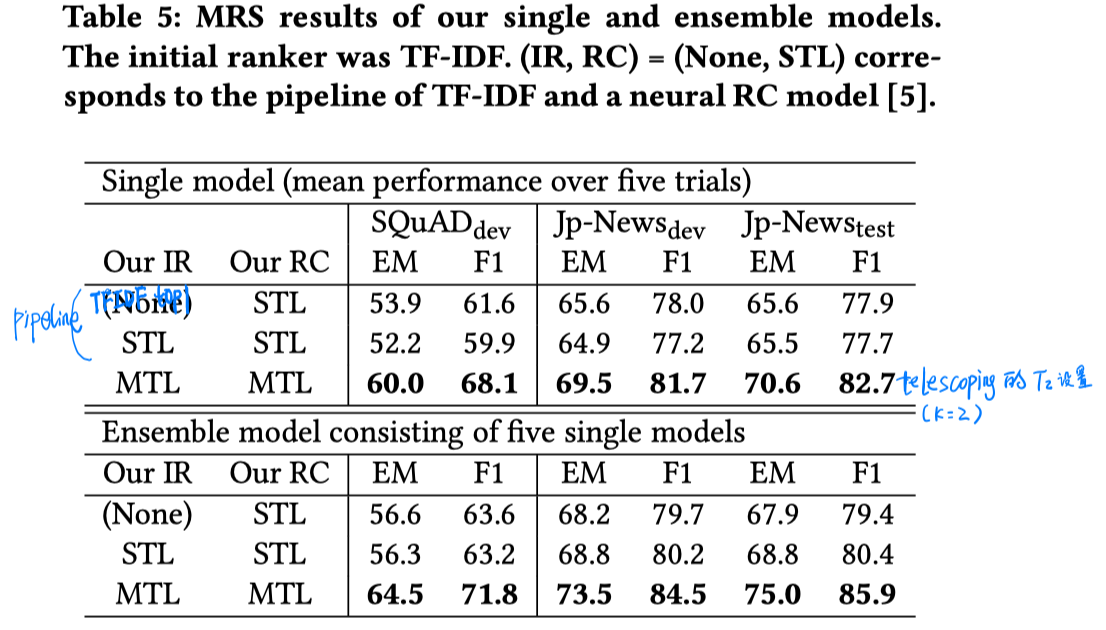 Table 5: MRS results of our single and ensemble models.
The initial ranker was TF-IDF. (IR, RC) = (None, STL) corre-
sponds to the pipeline of TF-IDF and a neural RC model [5].
Single model (mean performance over five trials)
SQuADdev Jp-Newsdev Jp-Newstest
Our IR Our RC EM F1 EM F1 EM F1
pipeline TFIDF (None) STL 53.9 61.6 65.6 78.0 65.6 77.9
STL STL 52.2 59.9 64.9 77.2 65.5 77.7
MTL MTL 60.0 68.1 69.5 81.7 70.6 82.7 telescoping 的 T2 设置
(K=2)
Ensemble model consisting of five single models
Our IR Our RC EM F1 EM F1 EM F1
(None) STL 56.6 63.6 68.2 79.7 67.9 79.4
STL STL 56.3 63.2 68.8 80.2 68.8 80.4
MTL MTL 64.5 71.8 73.5 84.5 75.0 85.9